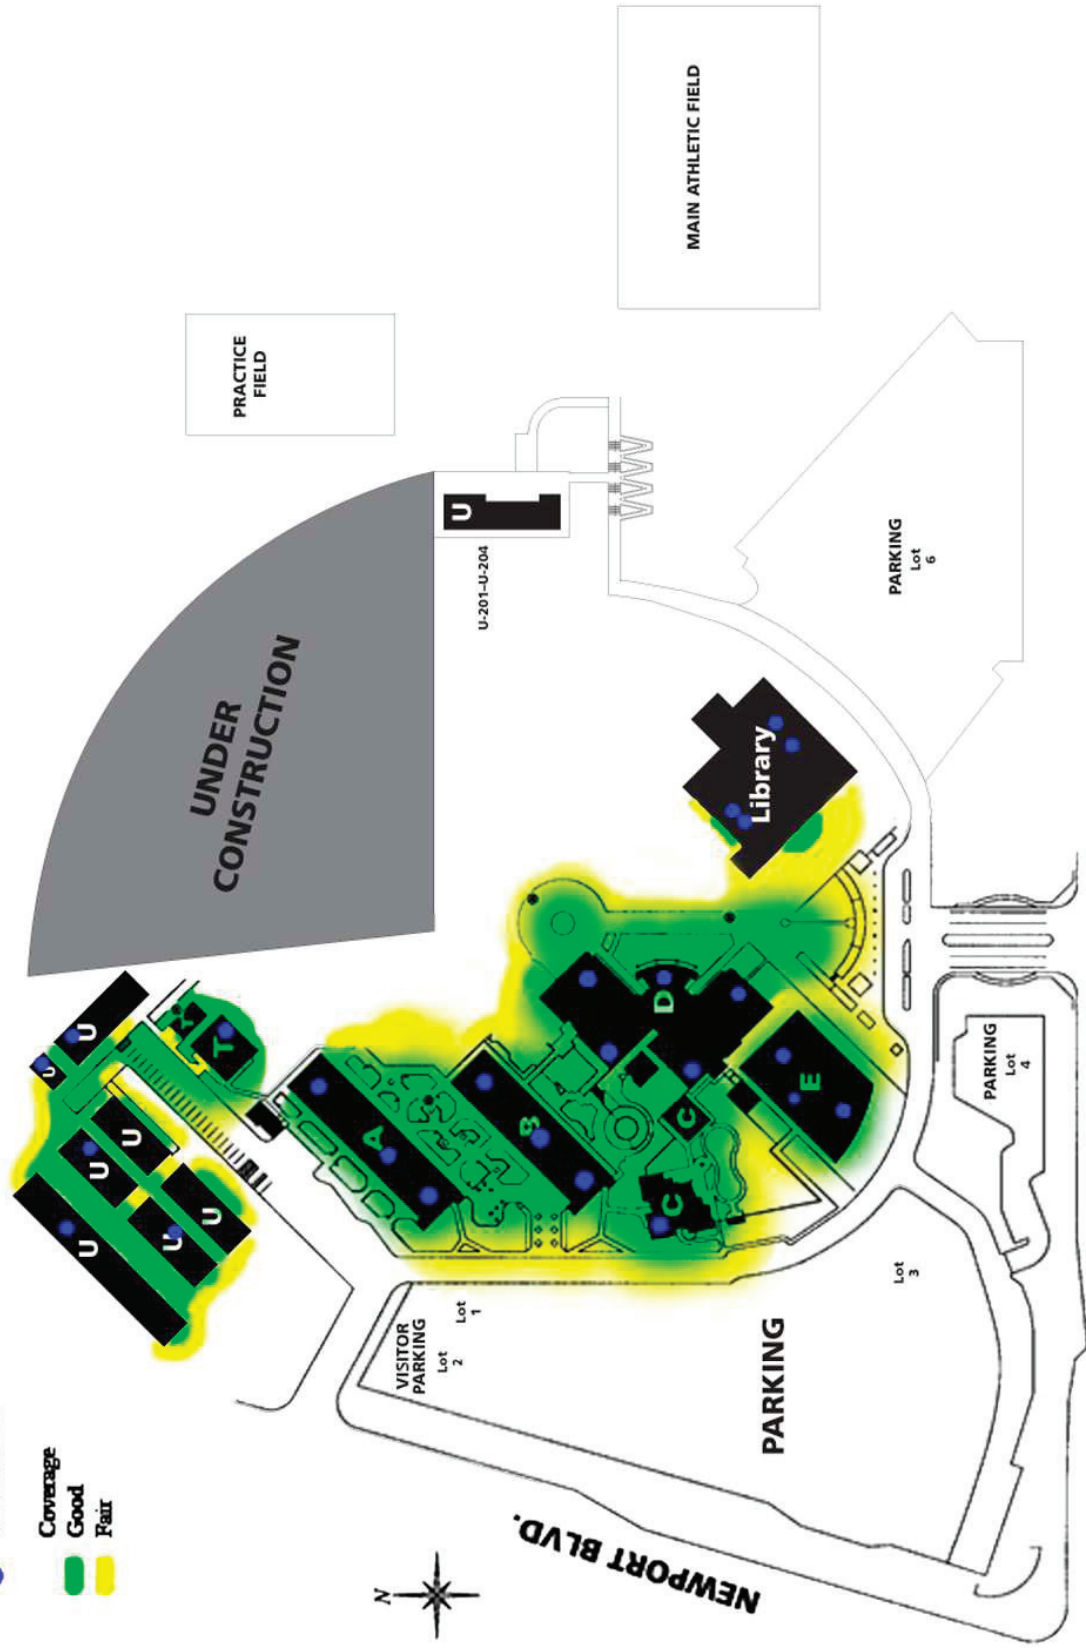 Coverage
Good
Fair
N
NEWPORT BLVD.
VISITOR
PARKING
Lot
2
Lot
1
PARKING
Lot
3
PARKING
Lot
4
PARKING
Lot
6
U
U
U
U
U
U
U
T
A
B
C
C
D
E
Library
UNDER
CONSTRUCTION
U
U-201–U-204
PRACTICE
FIELD
MAIN ATHLETIC FIELD